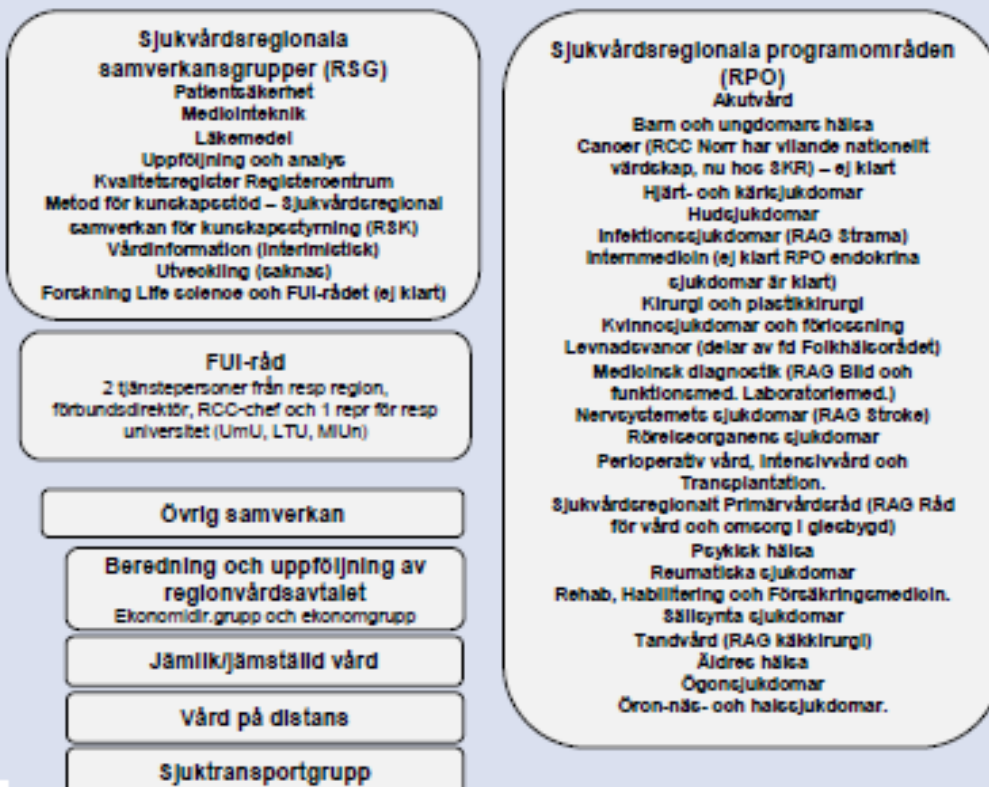 Sjukvårdsregionala
samverkansgrupper (RSG)
Patientsäkerhet
Medicinteknik
Läkemedel
Uppföljning och analys
Kvalitetsregister Registercentrum
Metod för kunskapsstöd – Sjukvårdsregional
samverkan för kunskapsstyrning (RSK)
Vårdinformation (interimistisk)
Utveckling (saknas)
Forskning Life science och FUI-rådet (ej klart)
FUI-råd
2 tjänstepersoner från resp region,
förbundsdirektör, RCC-chef och 1 repr för resp
universitet (UmU, LTU, MIUn)
Övrig samverkan
Beredning och uppföljning av
regionvårdsavtalet
Ekonomidir.grupp och ekonomgrupp
Jämlik/jämställd vård
Vård på distans
Sjuktransportgrupp
Sjukvårdsregionala programområden
(RPO)
Akutvård
Barn och ungdomars hälsa
Cancer (RCC Norr har vilande nationellt
värdskap, nu hos SKR) – ej klart
Hjärt- och kärlsjukdomar
Hudsjukdomar
Infektionssjukdomar (RAG Strama)
Internmedicin (ej klart RPO endokrina
sjukdomar är klart)
Kirurgi och plastikkirurgi
Kvinnosjukdomar och förlossning
Levnadsvanor (delar av fd Folkhälsorådet)
Medicinsk diagnostik (RAG Bild och
funktionsmed. Laboratoriemed.)
Nervsystemets sjukdomar (RAG Stroke)
Rörelseorganens sjukdomar
Perioperativ vård, intensivvård och
Transplantation.
Sjukvårdsregionalt Primärvårdsråd (RAG Råd
för vård och omsorg i glesbygd)
Psykisk hälsa
Reumatiska sjukdomar
Rehab, Habilitering och Försäkringsmedicin.
Sällsynta sjukdomar
Tandvård (RAG käkkirurgi)
Äldres hälsa
Ögonsjukdomar
Öron-näs- och halssjukdomar.